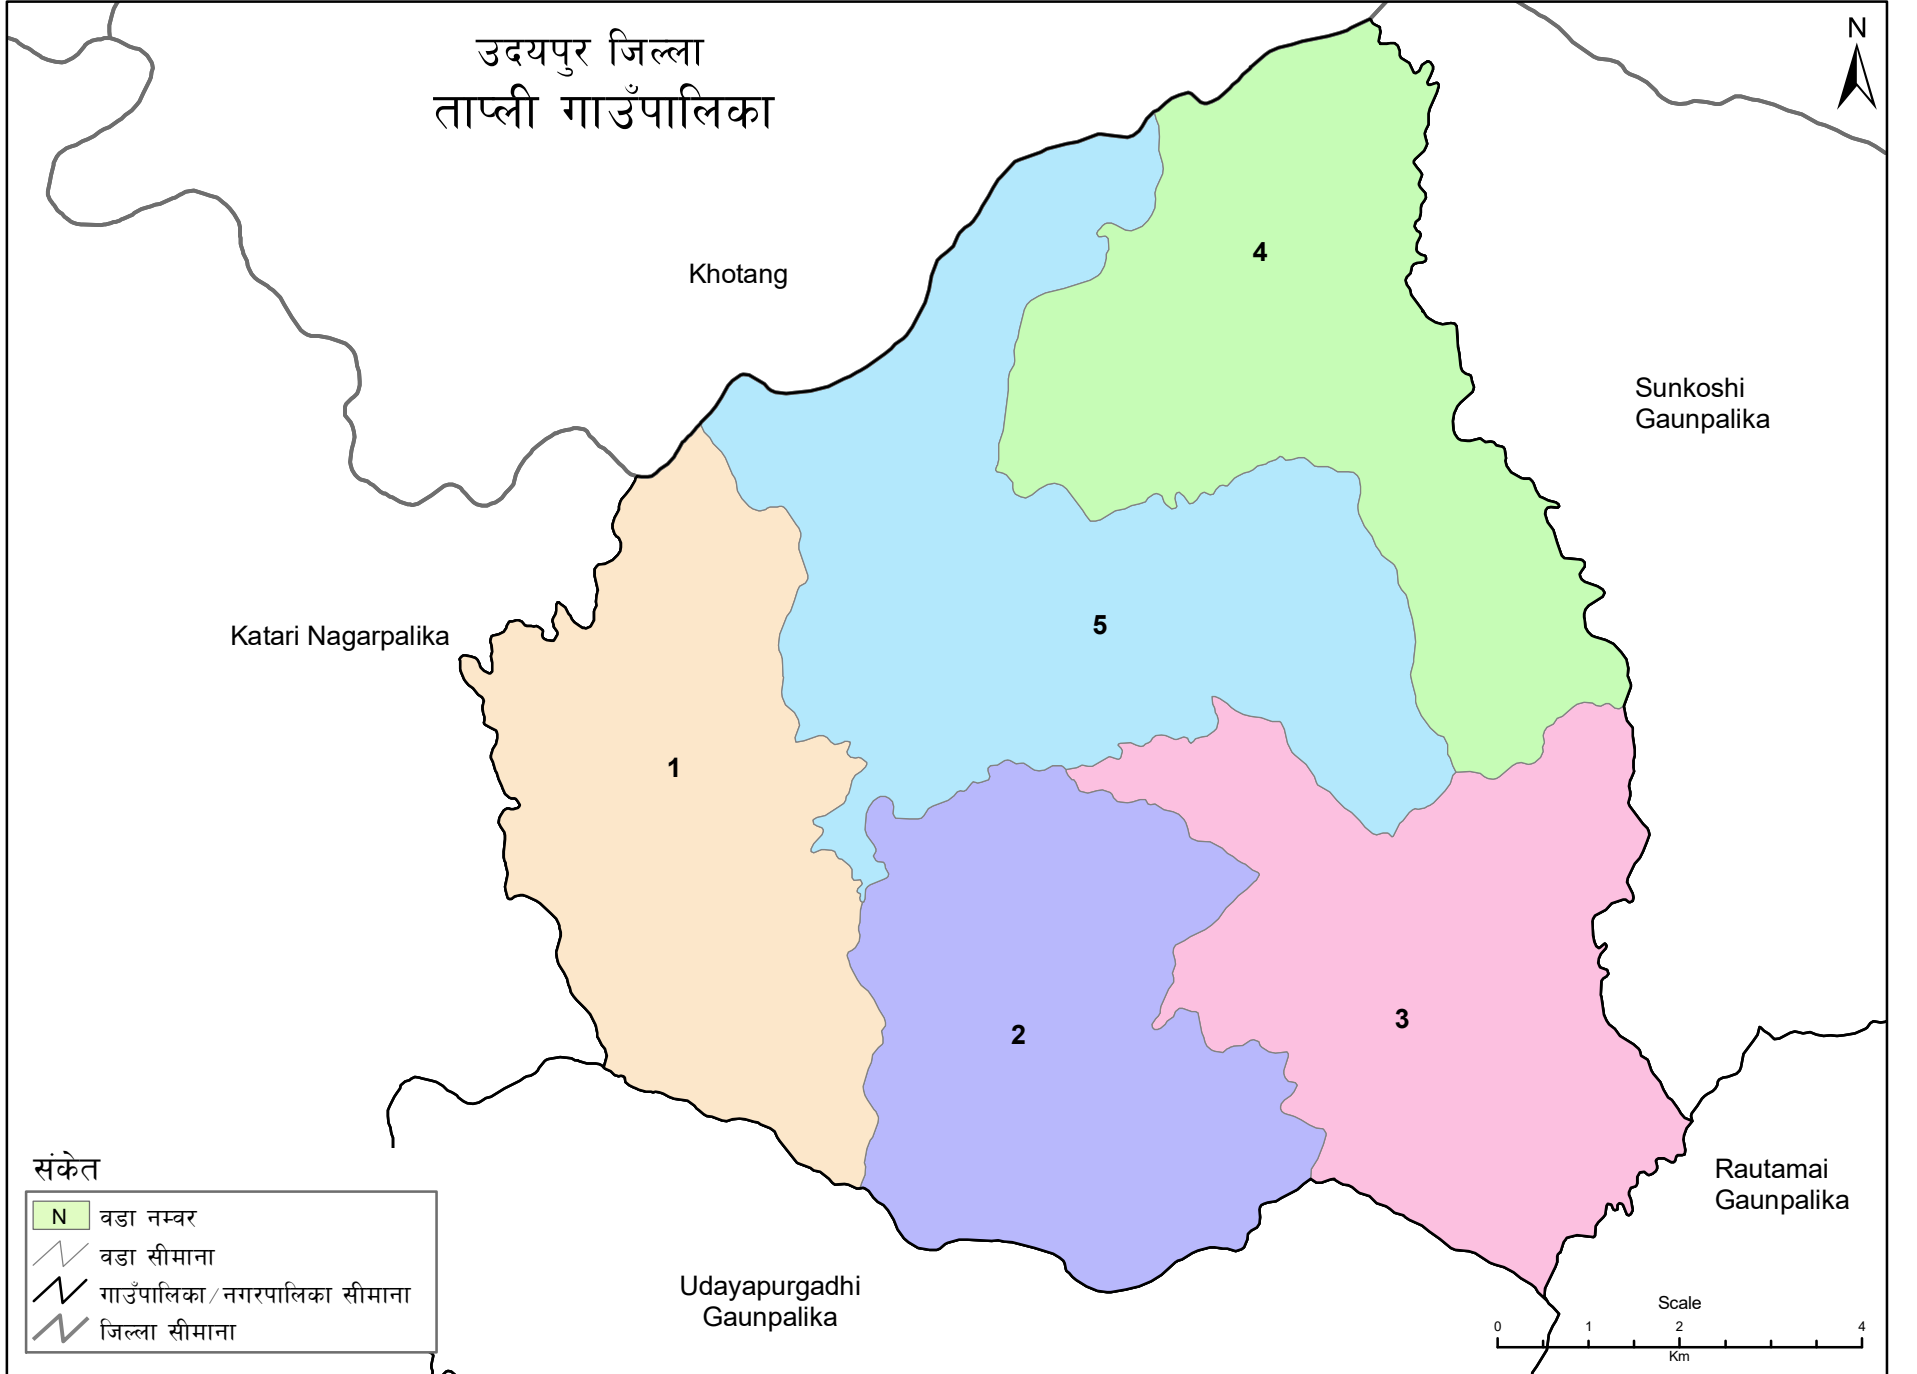 उदयपुर जिल्ला
ताप्ली गाउँपालिका
N
Khotang
4
Sunkoshi
Gaunpalika
5
Katari Nagarpalika
1
3
2
Rautamai
Gaunpalika
Udayapurgadhi
Gaunpalika
संकेत
N वडा नम्वर
वडा सीमाना
गाउँपालिका/नगरपालिका सीमाना
जिल्ला सीमाना
Scale
0 1 2 4
Km